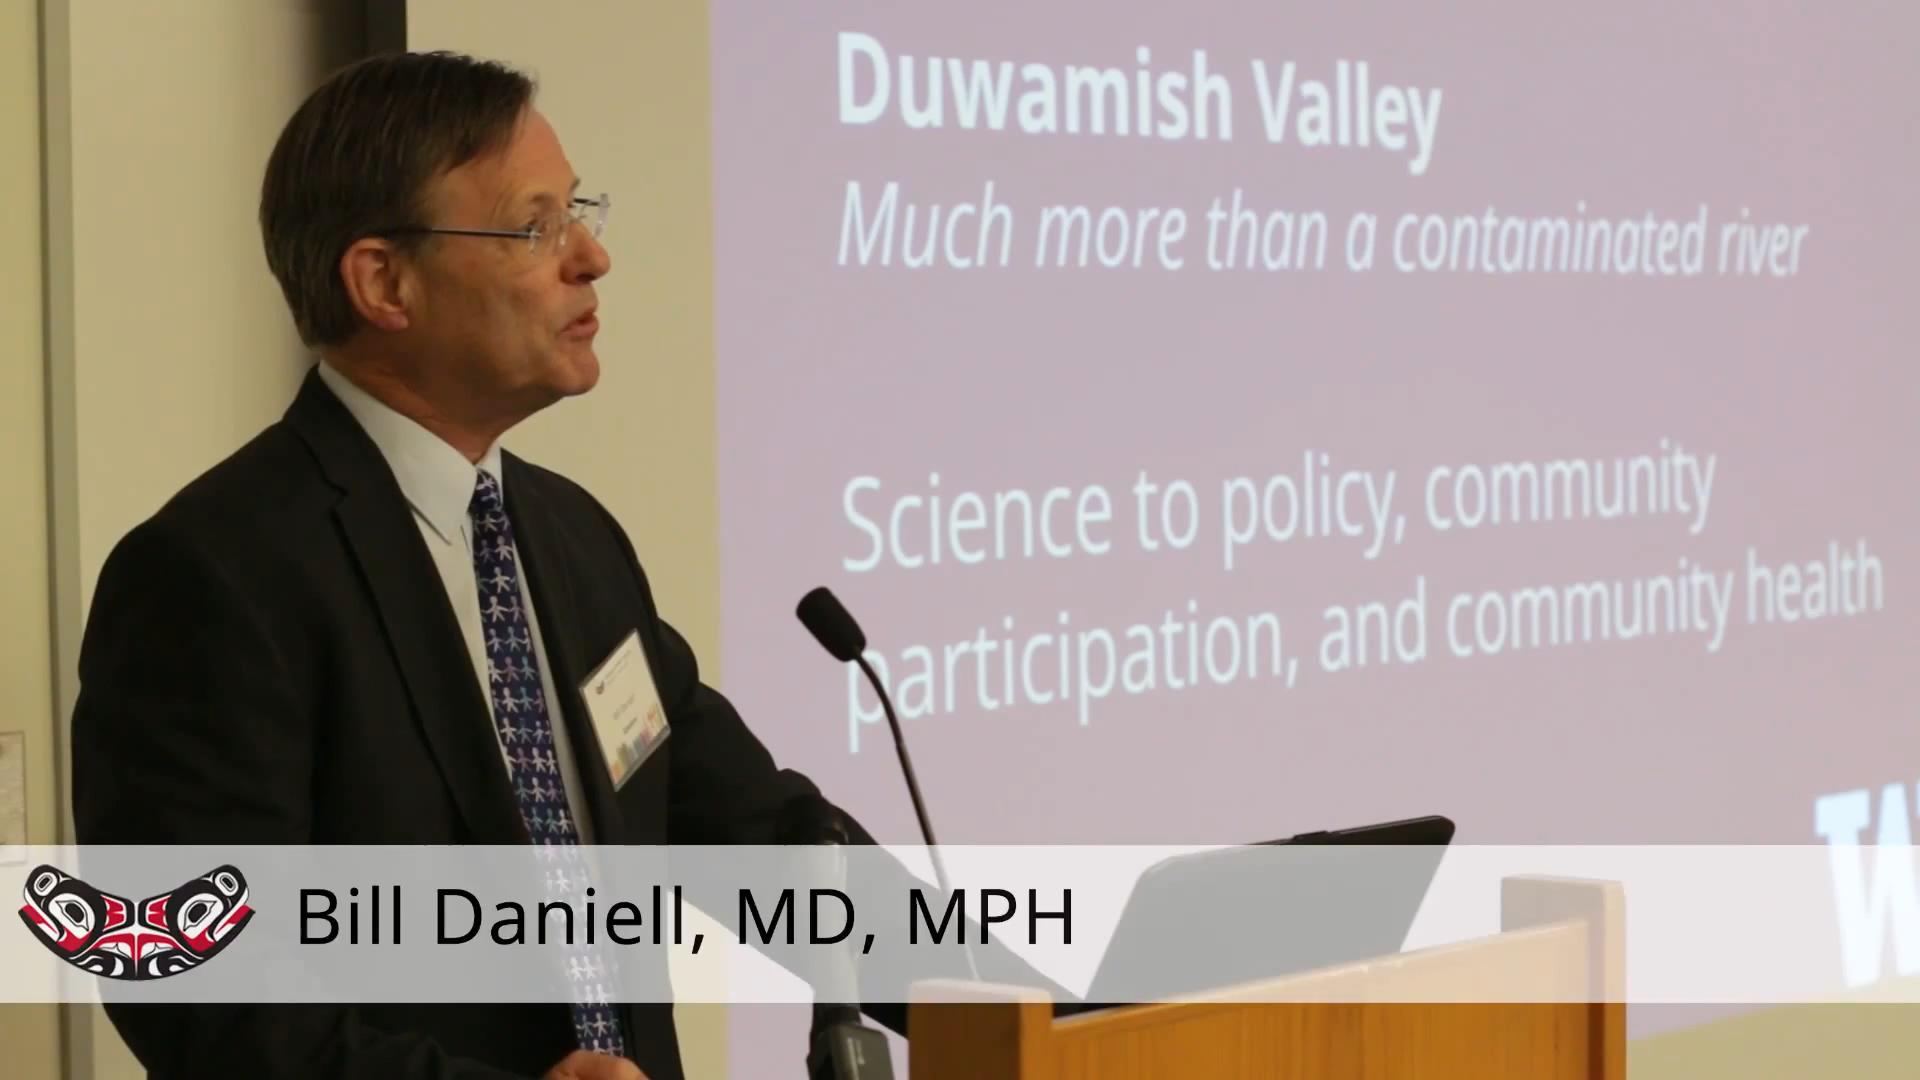 Duwamish Valley
Much more than a contaminated river
Science to policy, community
participation, and community health
Bill Daniell, MD, MPH